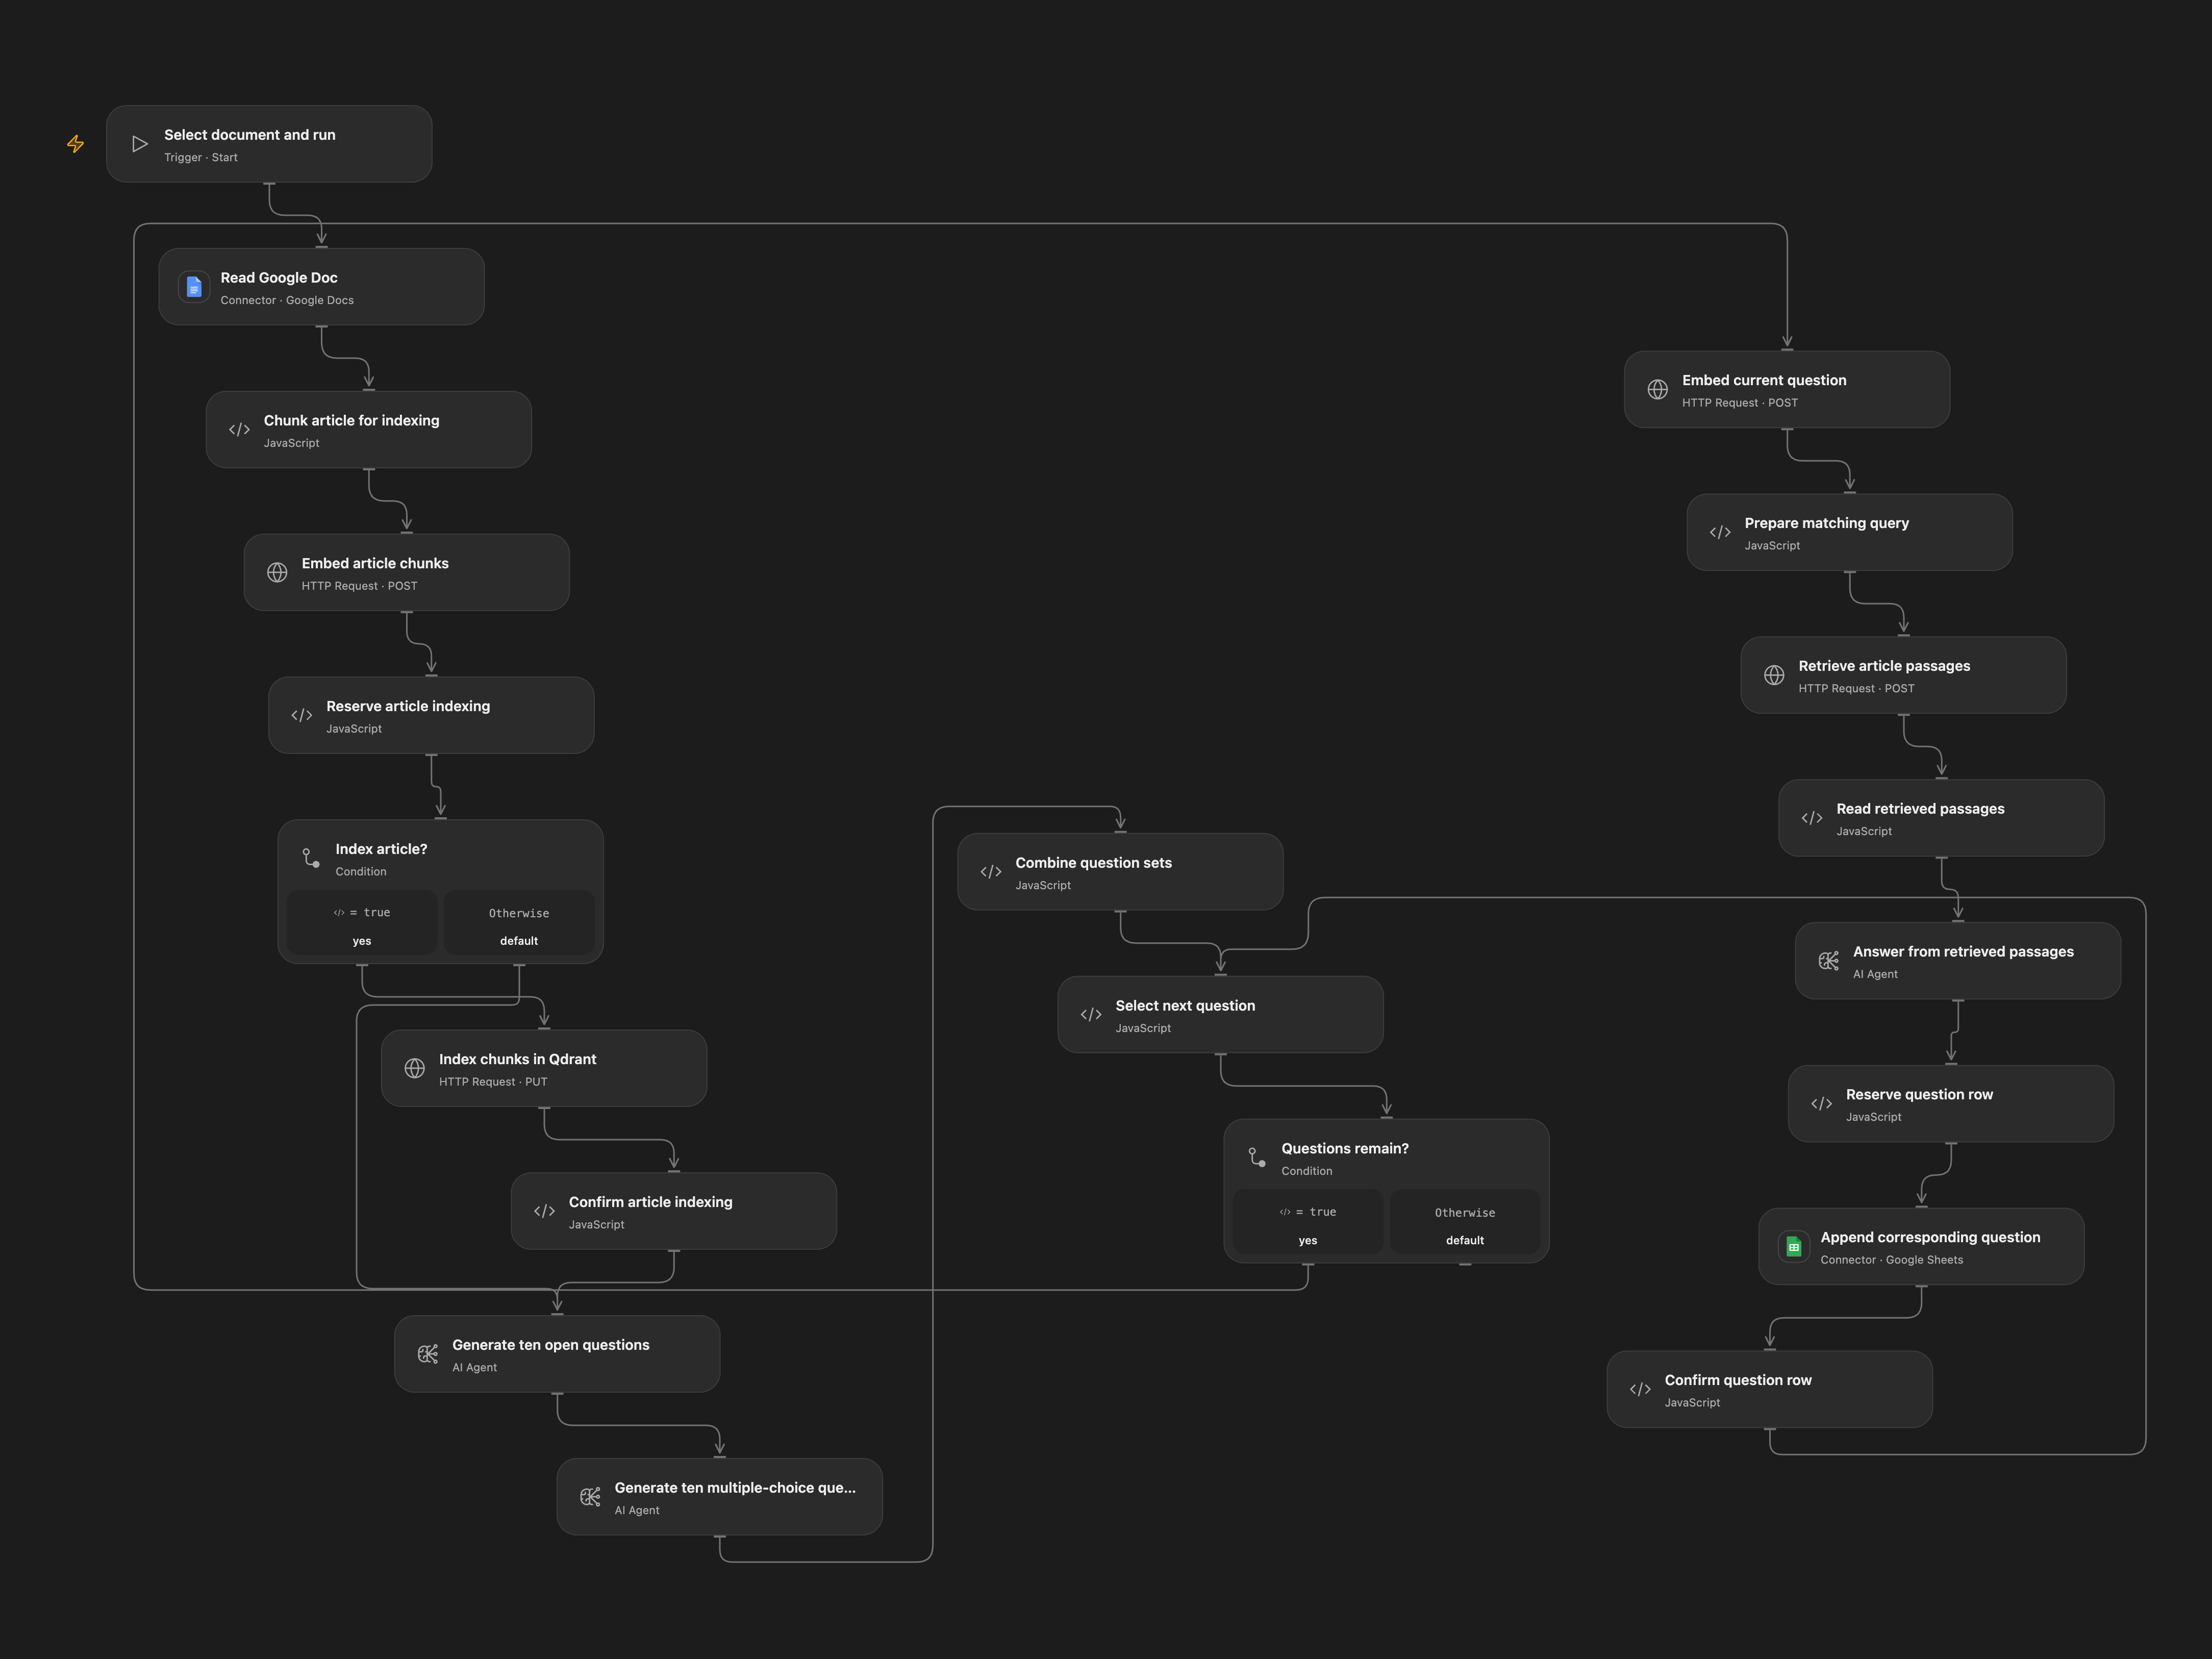 Select document and run
Trigger · Start
Read Google Doc
Connector · Google Docs
Chunk article for indexing
JavaScript
Embed article chunks
HTTP Request · POST
Reserve article indexing
JavaScript
Index article?
Condition
</> = true
yes
Otherwise
default
Index chunks in Qdrant
HTTP Request · PUT
Confirm article indexing
JavaScript
Generate ten open questions
AI Agent
Generate ten multiple-choice que...
AI Agent
Combine question sets
JavaScript
Select next question
JavaScript
Questions remain?
Condition
</> = true
yes
Otherwise
default
Embed current question
HTTP Request · POST
Prepare matching query
JavaScript
Retrieve article passages
HTTP Request · POST
Read retrieved passages
JavaScript
Answer from retrieved passages
AI Agent
Reserve question row
JavaScript
Append corresponding question
Connector · Google Sheets
Confirm question row
JavaScript